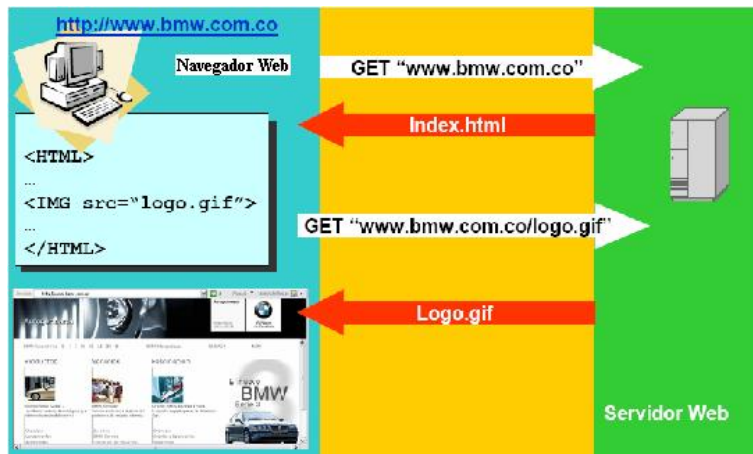 http://www.bmw.com.co
Navegador Web
GET “www.bmw.com.co”
Index.html
<HTML>
...
<IMG src=“logo.gif”>
...
</HTML>
GET “www.bmw.com.co/logo.gif”
Logo.gif
BMW
Servidor Web